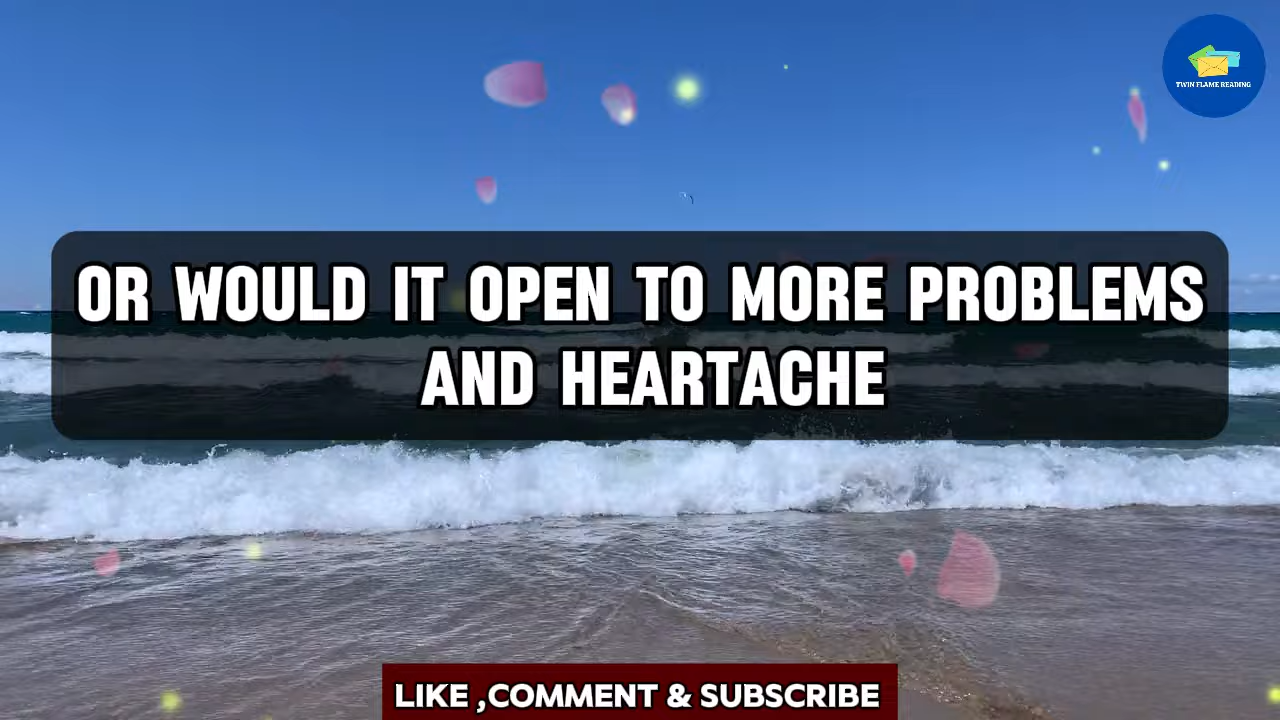 TWIN FLAME READING
OR WOULD IT OPEN TO MORE PROBLEMS
AND HEARTACHE
LIKE ,COMMENT & SUBSCRIBE